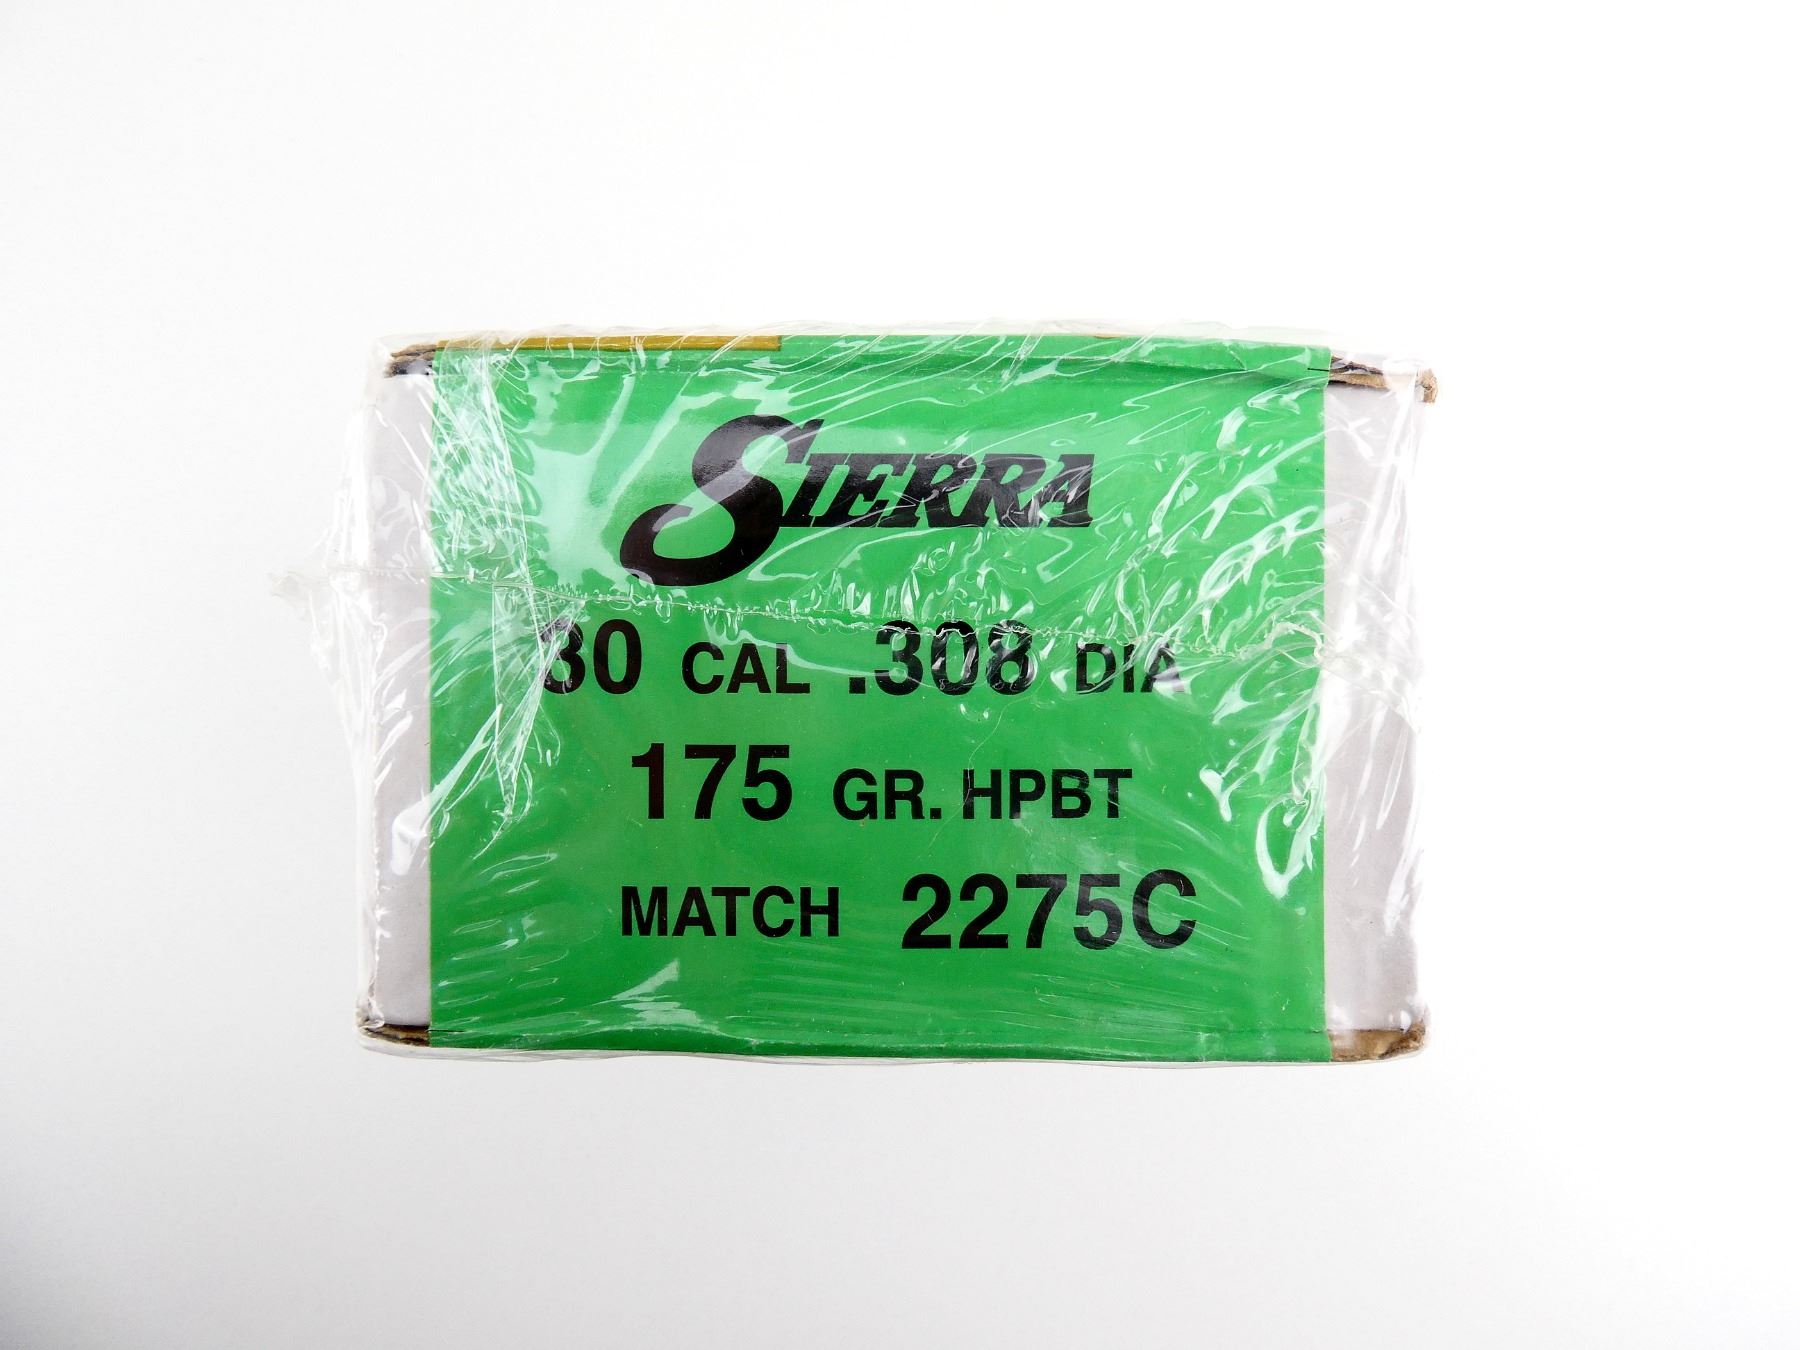 SIERRA
30 CAL .308 DIA
175 GR. HPBT
MATCH 2275C